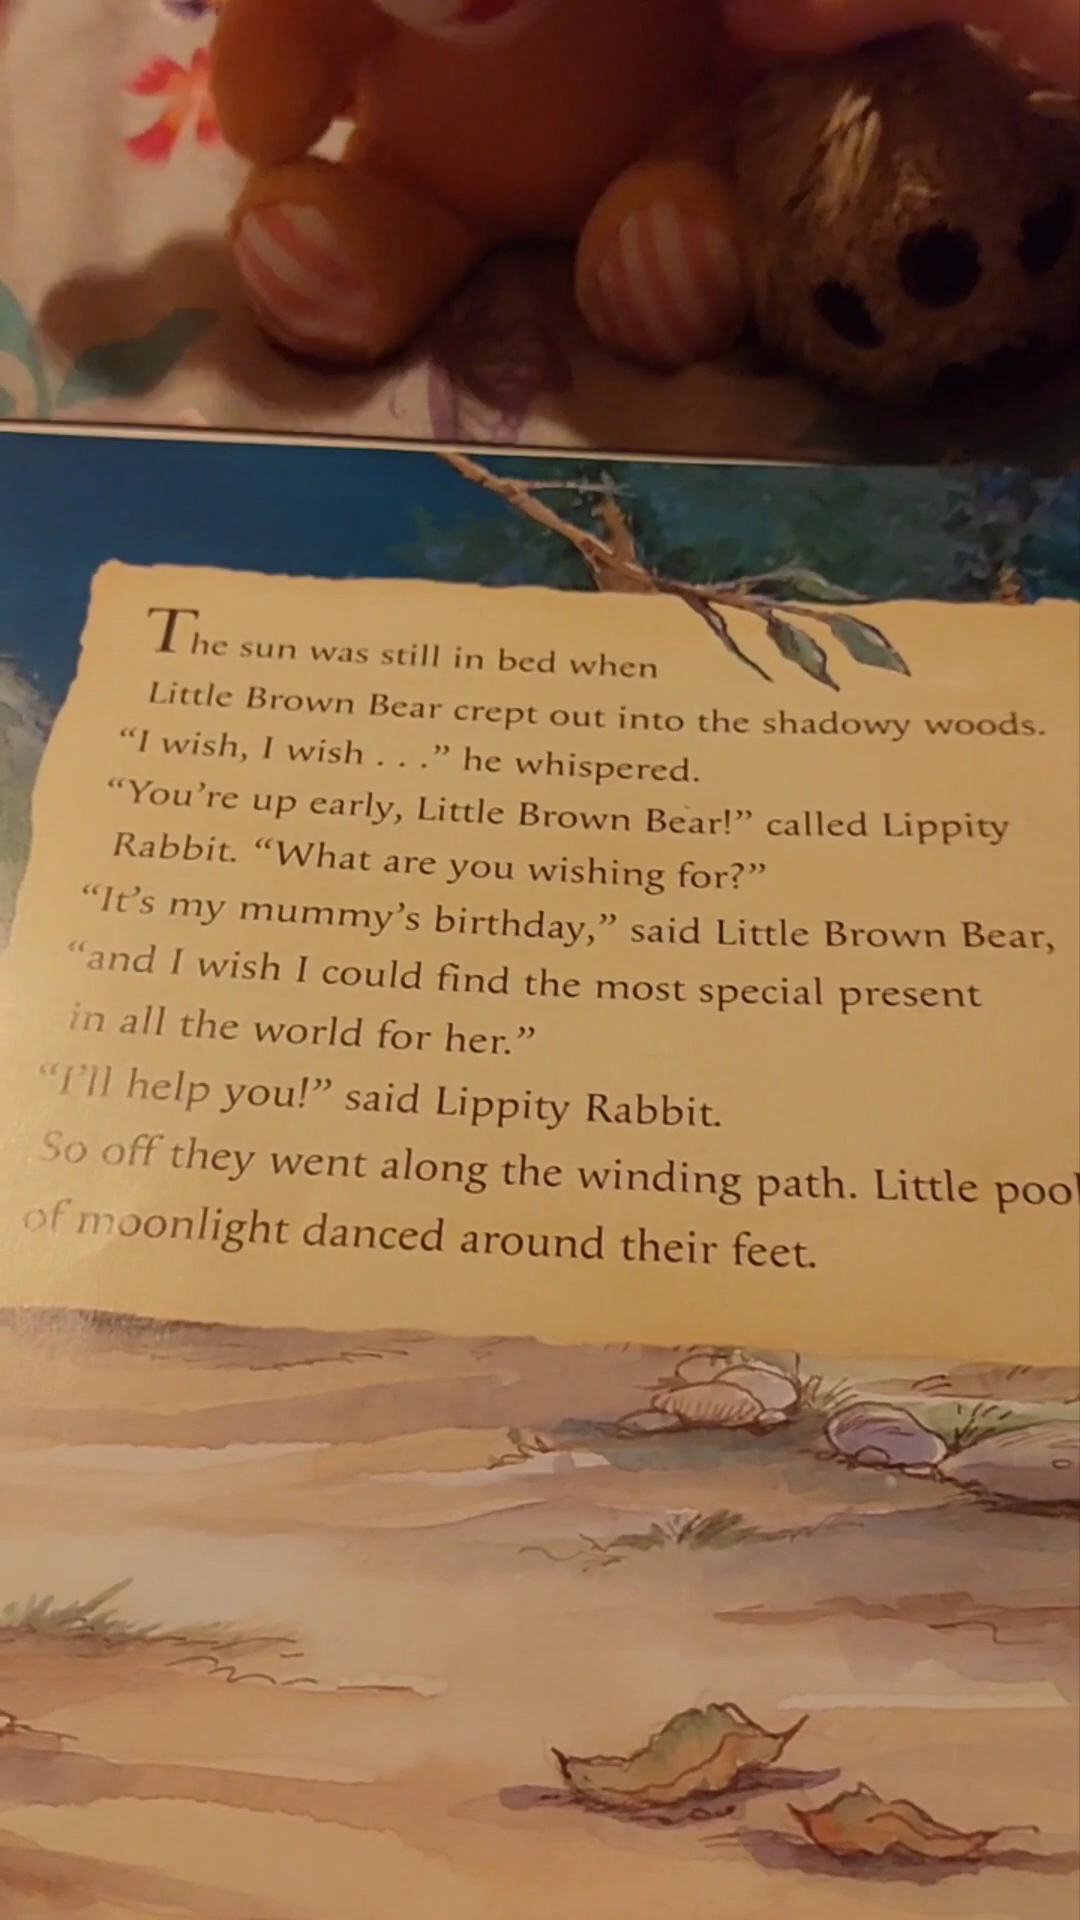 The sun was still in bed when
Little Brown Bear crept out into the shadowy woods.
“I wish, I wish . . .” he whispered.
“You’re up early, Little Brown Bear!” called Lippity
Rabbit. “What are you wishing for?”
“It’s my mummy’s birthday,” said Little Brown Bear,
“and I wish I could find the most special present
in all the world for her.”
“I’ll help you!” said Lippity Rabbit.
So off they went along the winding path. Little pool
of moonlight danced around their feet.